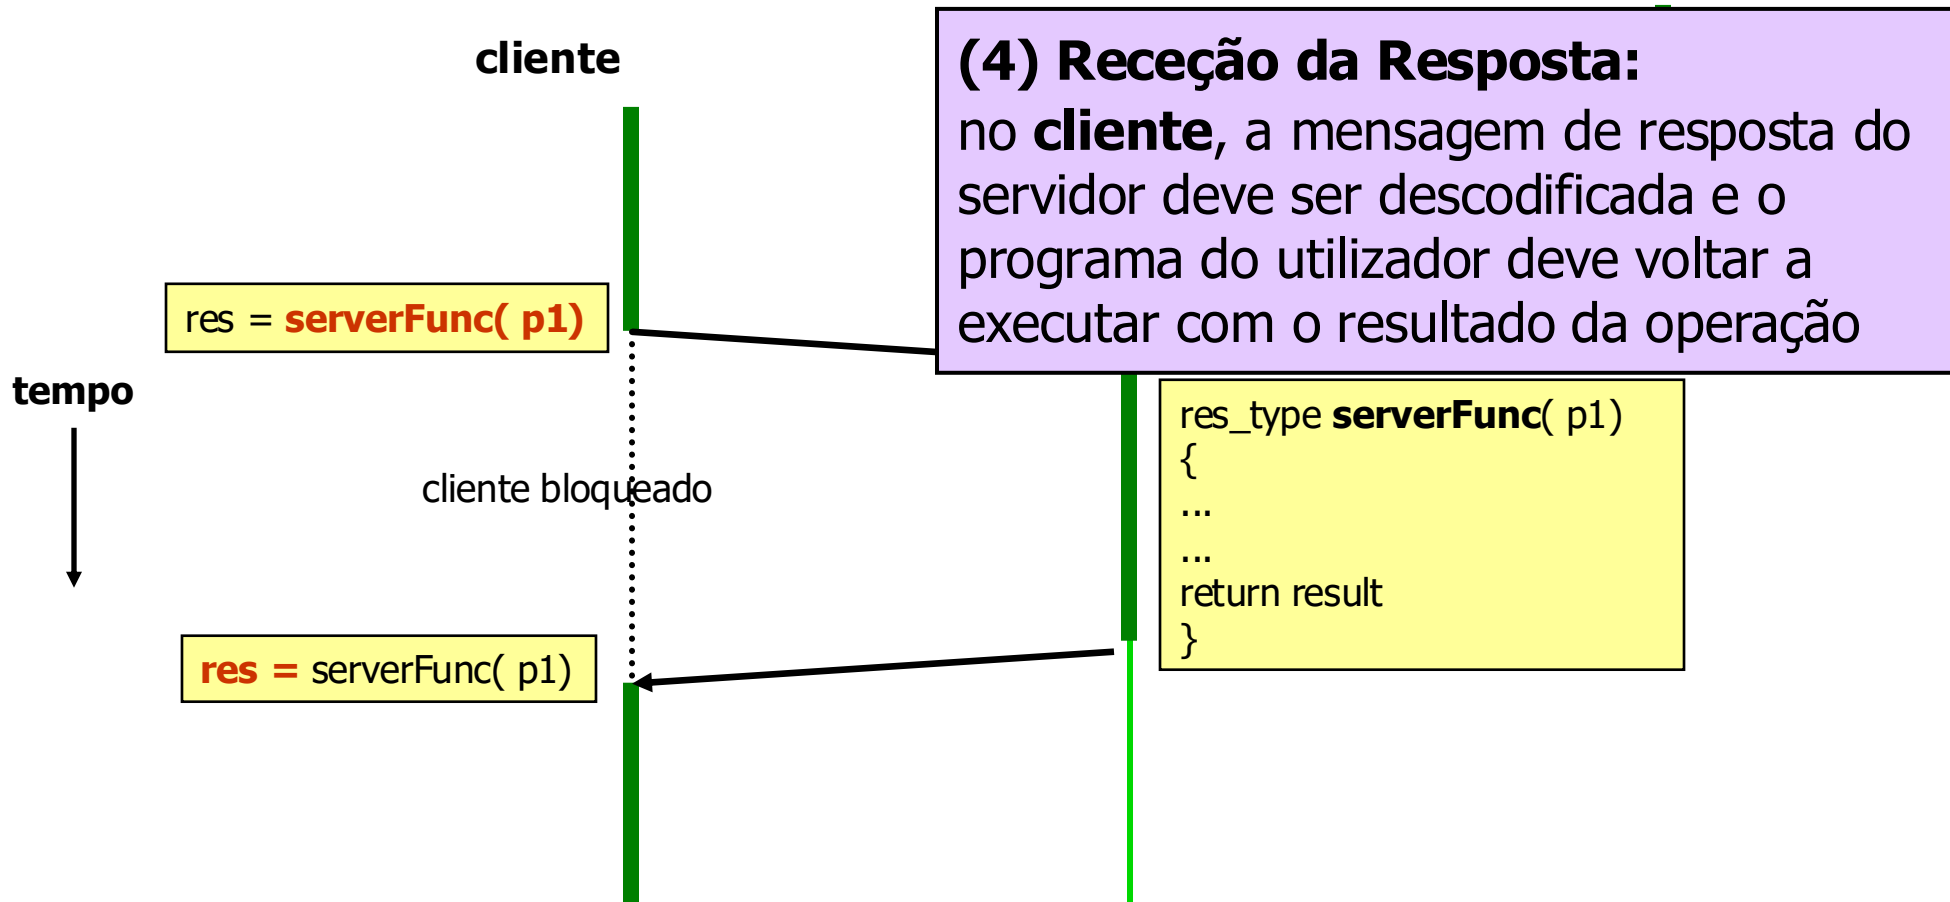 cliente
(4) Receção da Resposta:
no cliente, a mensagem de resposta do
servidor deve ser descodificada e o
programa do utilizador deve voltar a
executar com o resultado da operação
res = serverFunc( p1)
tempo
cliente bloqueado
res_type serverFunc( p1)
{
...
...
return result
}
res = serverFunc( p1)